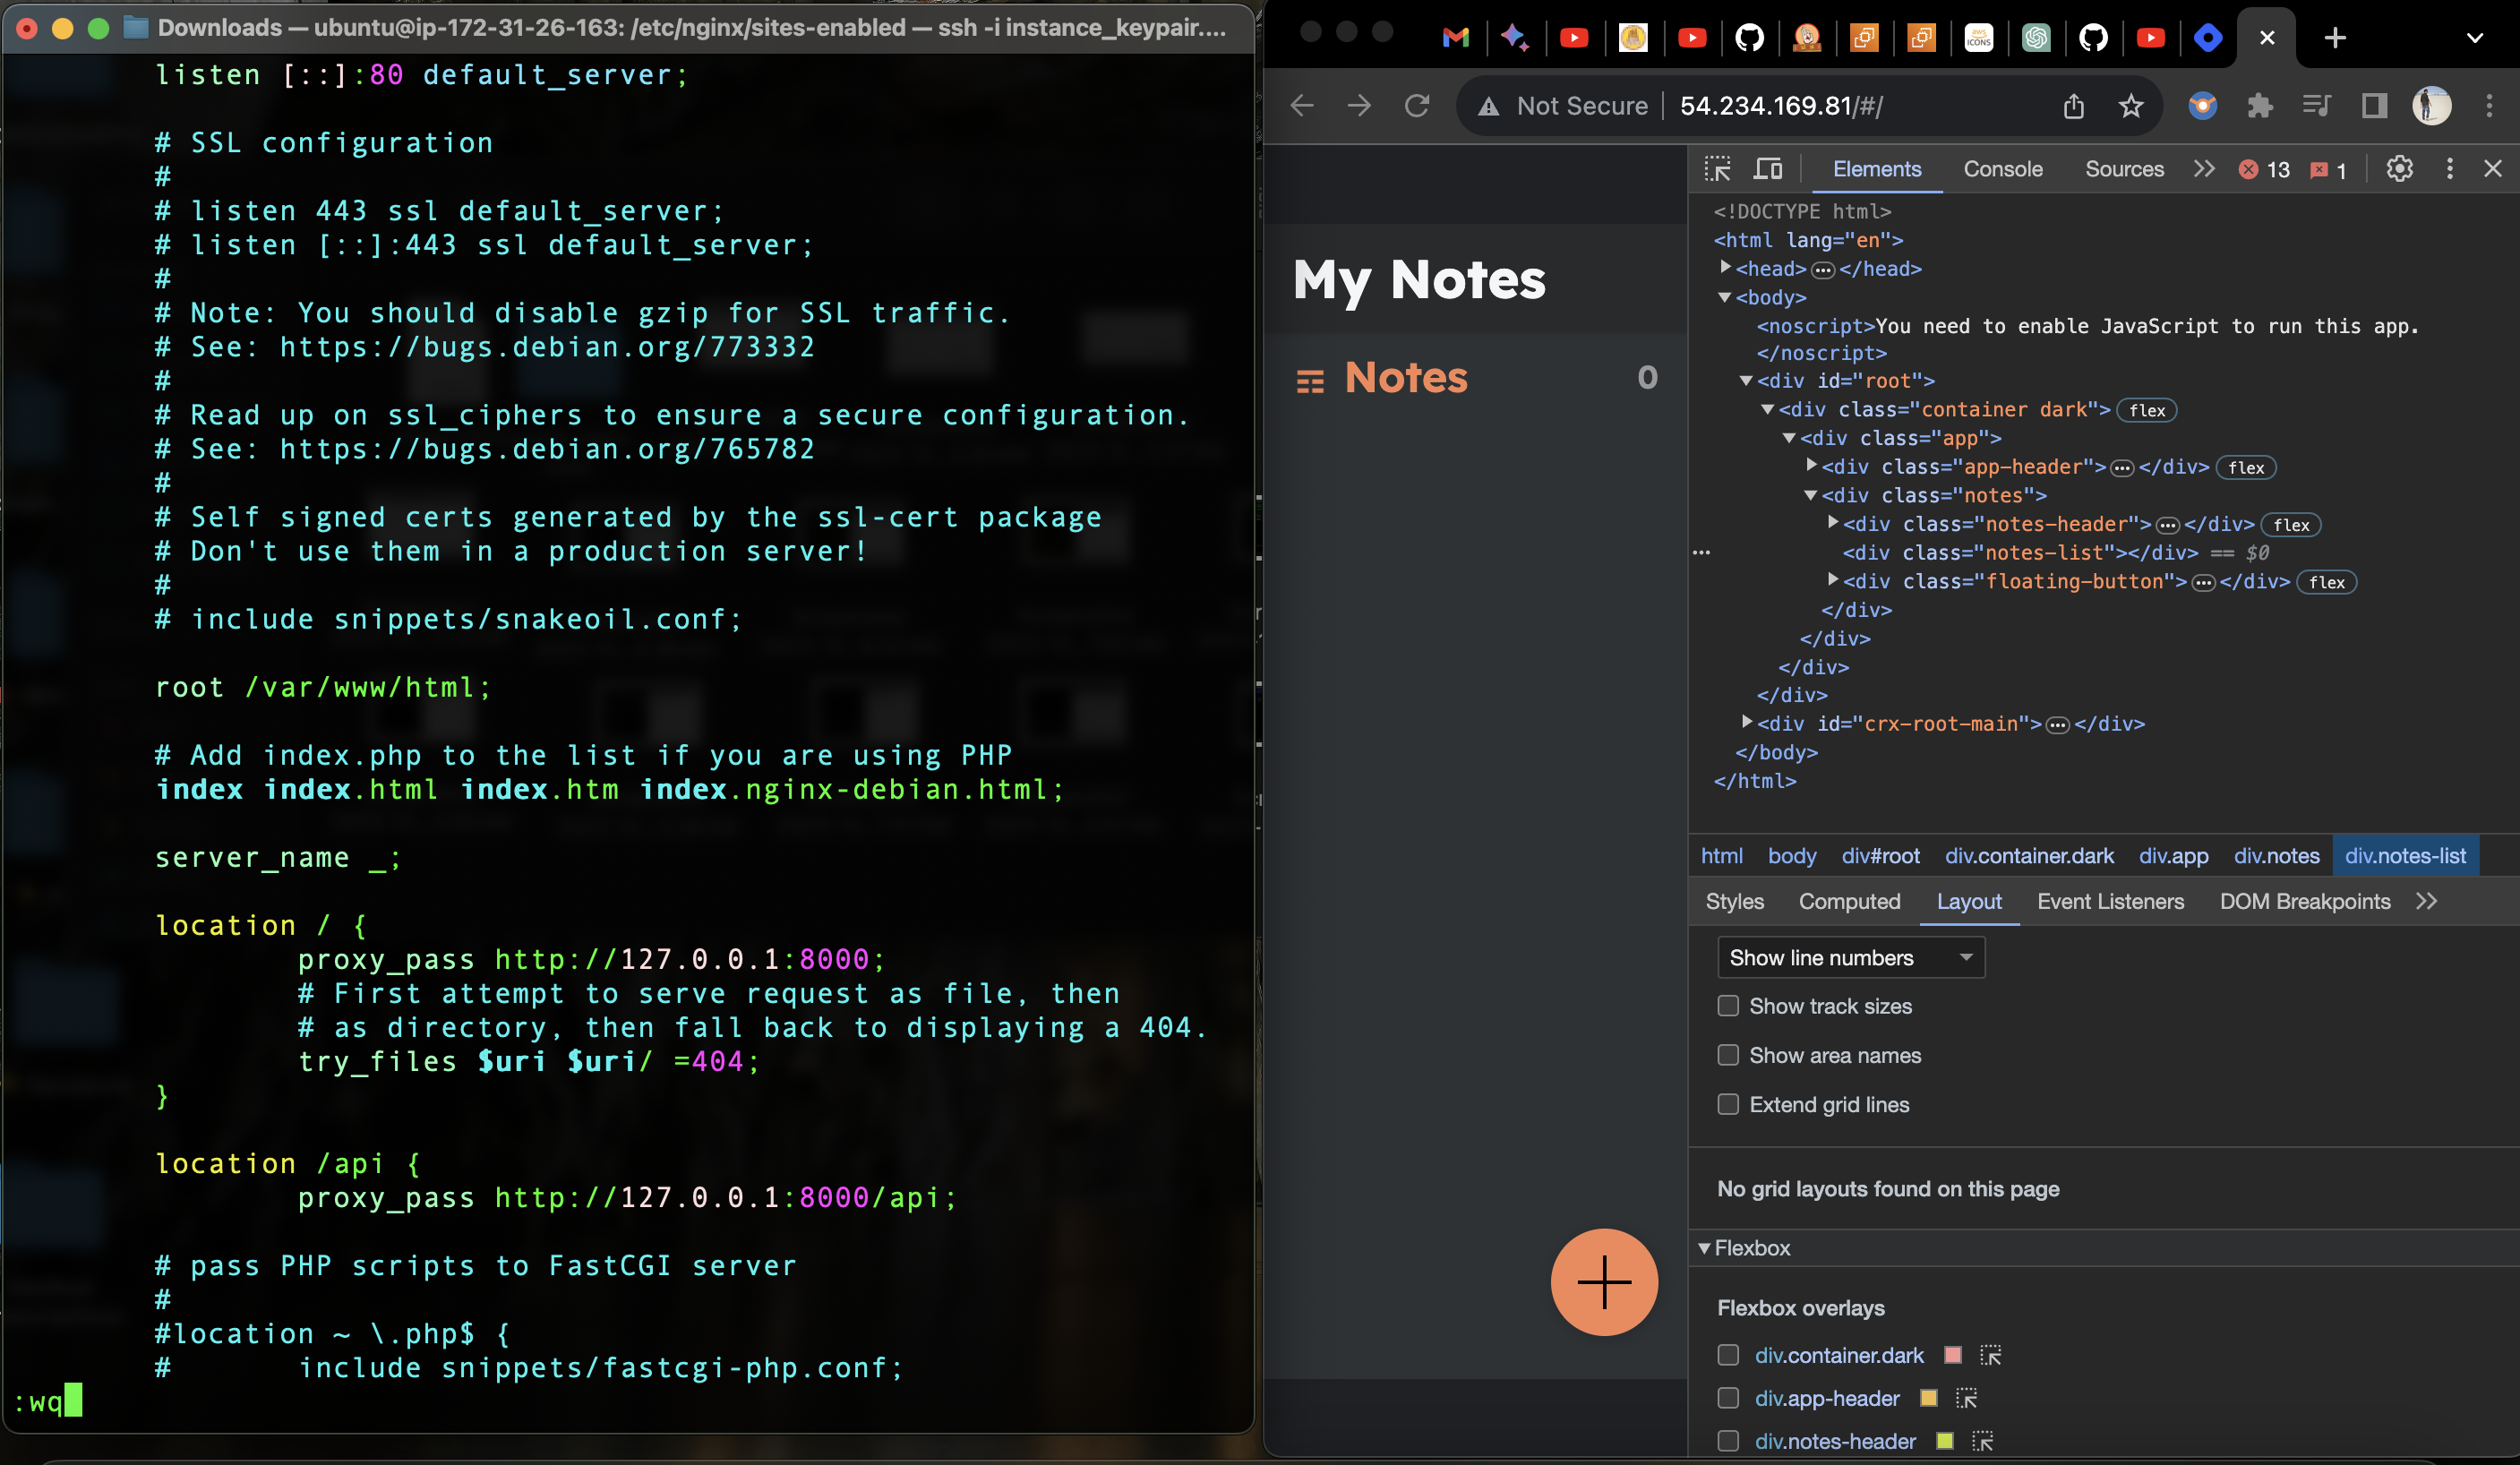 Downloads — ubuntu@ip-172-31-26-163: /etc/nginx/sites-enabled — ssh -i instance_keypair....
listen [::]:80 default_server;
# SSL configuration
#
# listen 443 ssl default_server;
# listen [::]:443 ssl default_server;
#
# Note: You should disable gzip for SSL traffic.
# See: https://bugs.debian.org/773332
#
# Read up on ssl_ciphers to ensure a secure configuration.
# See: https://bugs.debian.org/765782
#
# Self signed certs generated by the ssl-cert package
# Don't use them in a production server!
#
# include snippets/snakeoil.conf;
root /var/www/html;
# Add index.php to the list if you are using PHP
index index.html index.htm index.nginx-debian.html;
server_name _;
location / {
proxy_pass http://127.0.0.1:8000;
# First attempt to serve request as file, then
# as directory, then fall back to displaying a 404.
try_files $uri $uri/ =404;
}
location /api {
proxy_pass http://127.0.0.1:8000/api;
# pass PHP scripts to FastCGI server
#
#location ~ \.php$ {
#       include snippets/fastcgi-php.conf;
:wq
Not Secure | 54.234.169.81/#/
My Notes
Notes 0
Elements Console Sources 13 1
<!DOCTYPE html>
<html lang="en">
<head>…</head>
<body>
<noscript>You need to enable JavaScript to run this app.
</noscript>
<div id="root">
<div class="container dark"> flex
<div class="app">
<div class="app-header">…</div> flex
<div class="notes">
<div class="notes-header">…</div> flex
<div class="notes-list"></div> == $0
<div class="floating-button">…</div> flex
</div>
</div>
</div>
</div>
<div id="crx-root-main">…</div>
</body>
</html>
html body div#root div.container.dark div.app div.notes div.notes-list
Styles Computed Layout Event Listeners DOM Breakpoints
Show line numbers
Show track sizes
Show area names
Extend grid lines
No grid layouts found on this page
Flexbox
Flexbox overlays
div.container.dark
div.app-header
div.notes-header